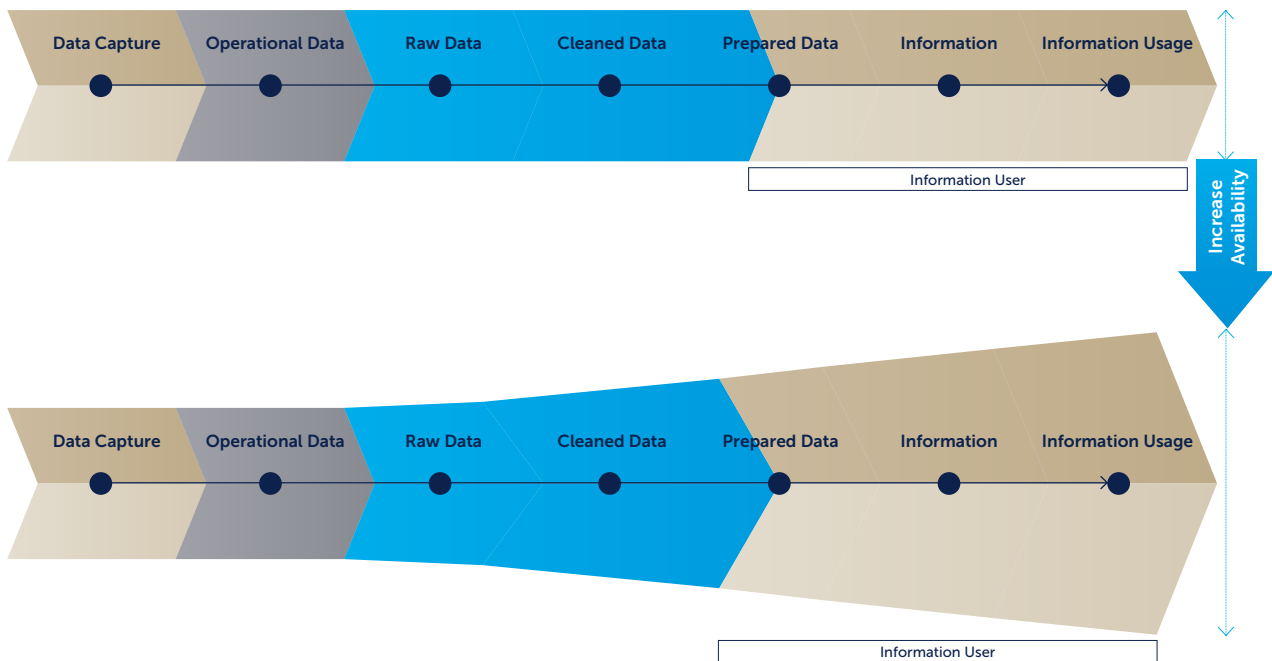 Data Capture
Operational Data
Raw Data
Cleaned Data
Prepared Data
Information
Information Usage
Information User
Increase
Availability
Data Capture
Operational Data
Raw Data
Cleaned Data
Prepared Data
Information
Information Usage
Information User